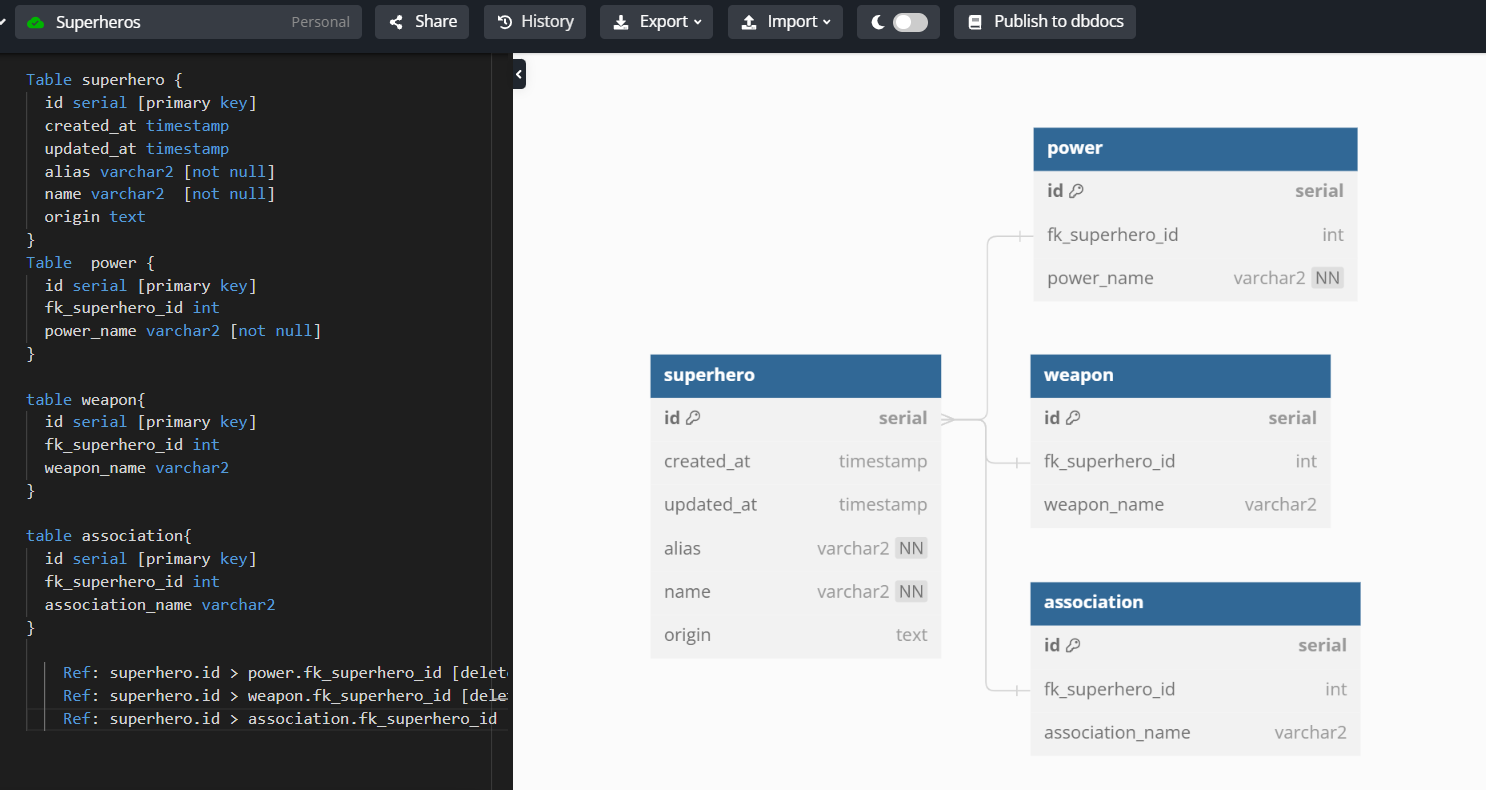 Superheros Personal Share History Export Import Publish to dbdocs
Table superhero {
id serial [primary key]
created_at timestamp
updated_at timestamp
alias varchar2 [not null]
name varchar2 [not null]
origin text
}
Table power {
id serial [primary key]
fk_superhero_id int
power_name varchar2 [not null]
}
table weapon{
id serial [primary key]
fk_superhero_id int
weapon_name varchar2
}
table association{
id serial [primary key]
fk_superhero_id int
association_name varchar2
}
Ref: superhero.id > power.fk_superhero_id [delet
Ref: superhero.id > weapon.fk_superhero_id [dele
Ref: superhero.id > association.fk_superhero_id
power
id serial
fk_superhero_id int
power_name varchar2 NN
superhero
id serial
created_at timestamp
updated_at timestamp
alias varchar2 NN
name varchar2 NN
origin text
weapon
id serial
fk_superhero_id int
weapon_name varchar2
association
id serial
fk_superhero_id int
association_name varchar2